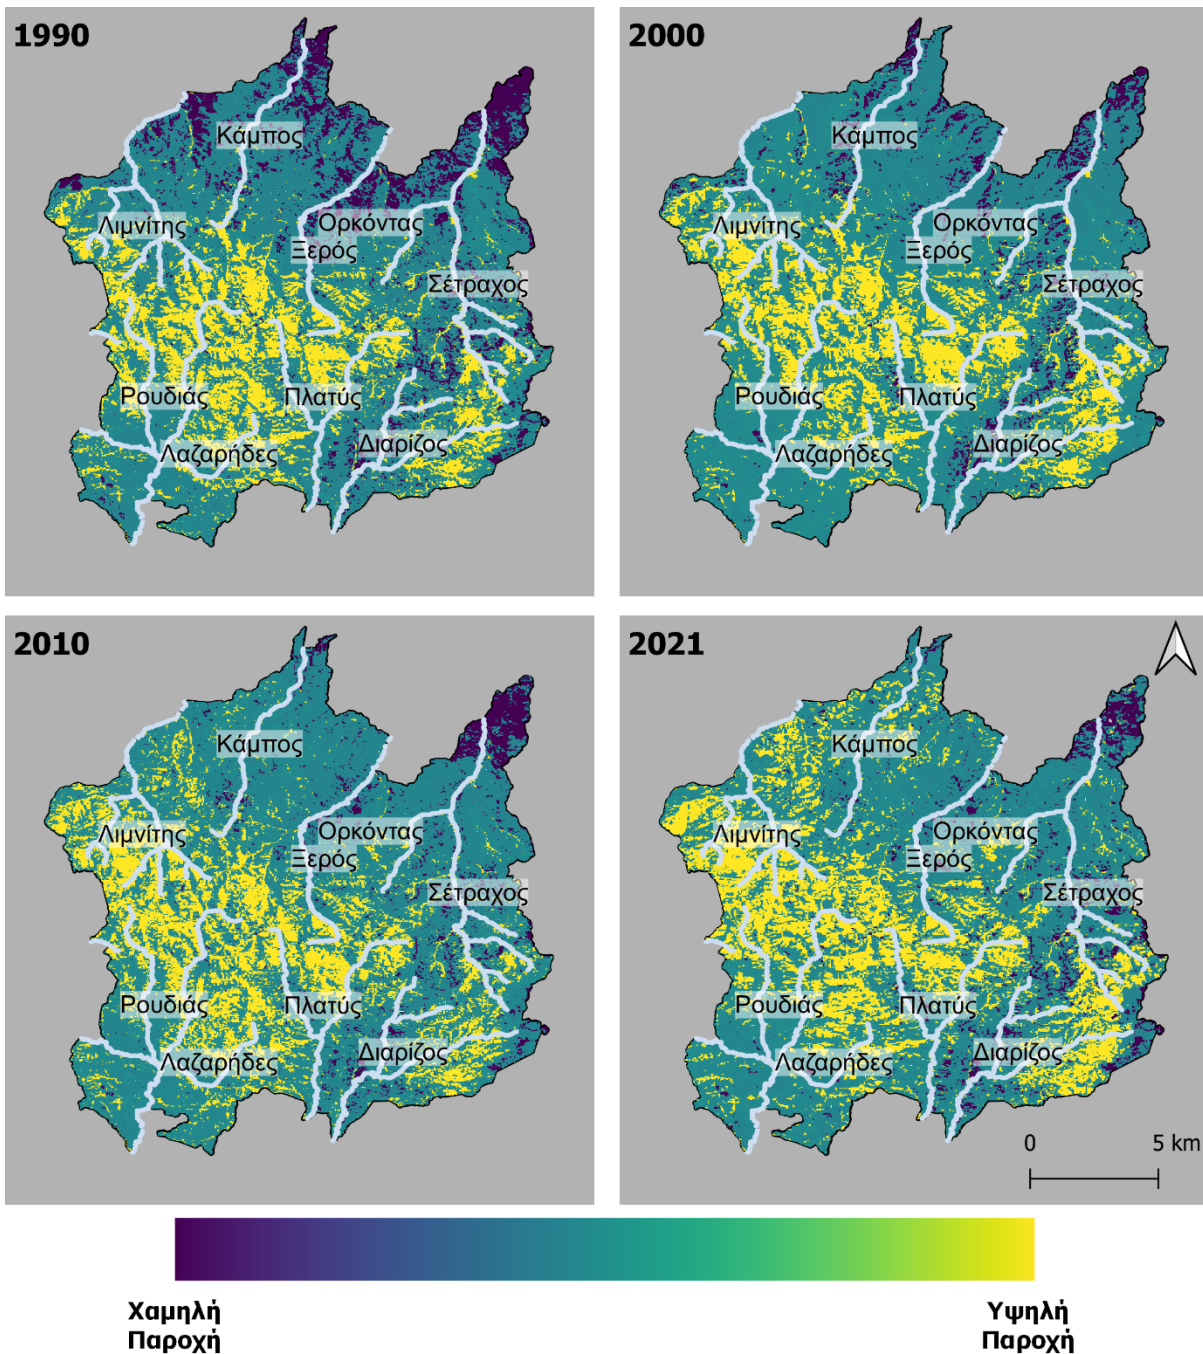 1990
Κάμπος
Λιμνίτης
Ορκόντας
Ξερός
Σέτραχος
Ρουδιάς
Πλατύς
Διαρίζος
Λαζαρήδες
2000
Κάμπος
Λιμνίτης
Ορκόντας
Ξερός
Σέτραχος
Ρουδιάς
Πλατύς
Διαρίζος
Λαζαρήδες
2010
Κάμπος
Λιμνίτης
Ορκόντας
Ξερός
Σέτραχος
Ρουδιάς
Πλατύς
Διαρίζος
Λαζαρήδες
2021
Κάμπος
Λιμνίτης
Ορκόντας
Ξερός
Σέτραχος
Ρουδιάς
Πλατύς
Διαρίζος
Λαζαρήδες
0 5 km
Χαμηλή
Παροχή
Υψηλή
Παροχή